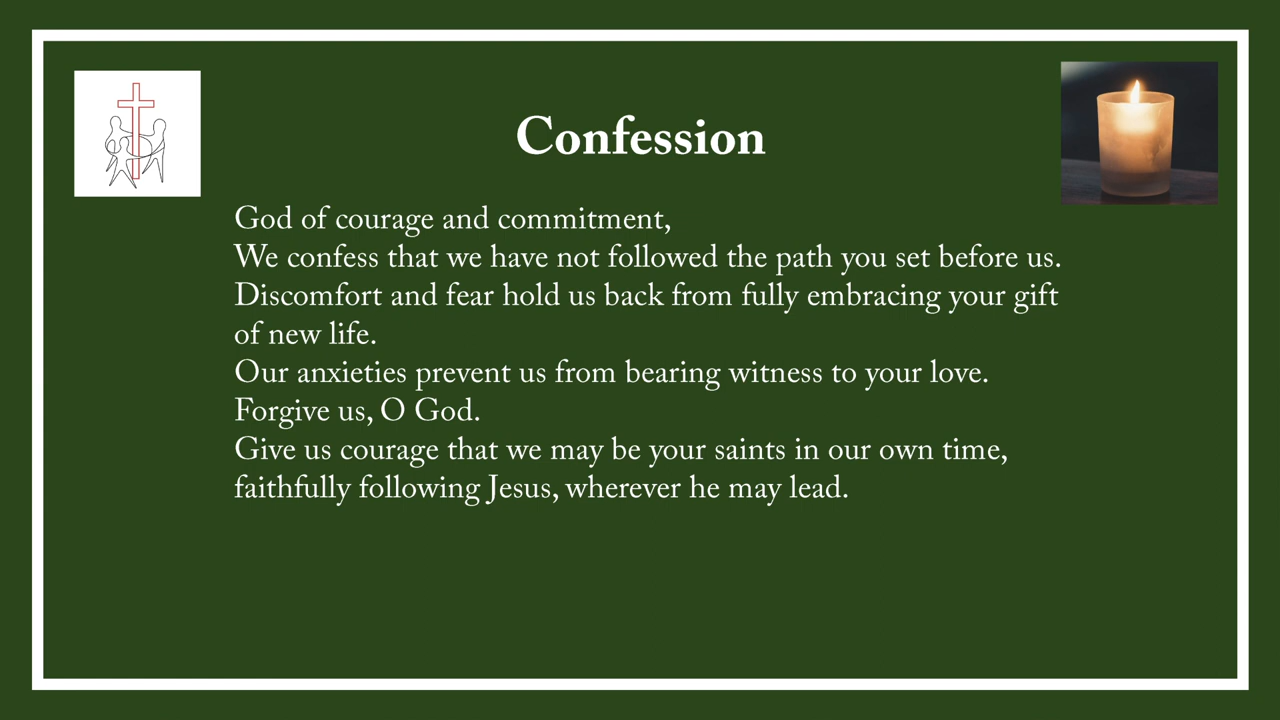 Confession
God of courage and commitment,
We confess that we have not followed the path you set before us.
Discomfort and fear hold us back from fully embracing your gift
of new life.
Our anxieties prevent us from bearing witness to your love.
Forgive us, O God.
Give us courage that we may be your saints in our own time,
faithfully following Jesus, wherever he may lead.